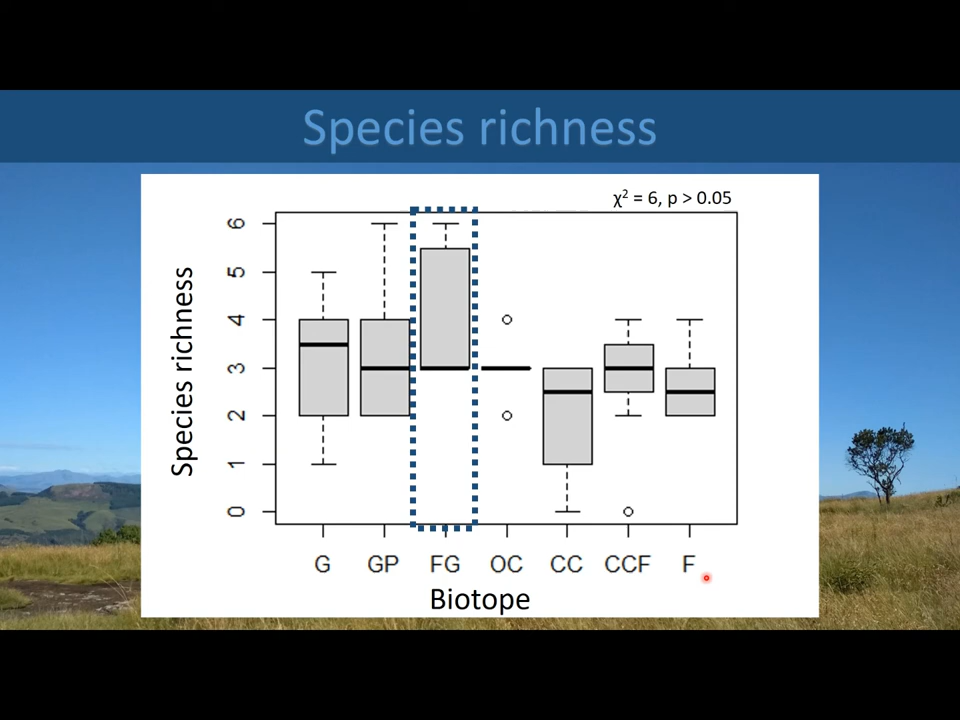 Species richness
χ² = 6, p > 0.05
Species richness
6
5
4
3
2
1
0
G GP FG OC CC CCF F
Biotope